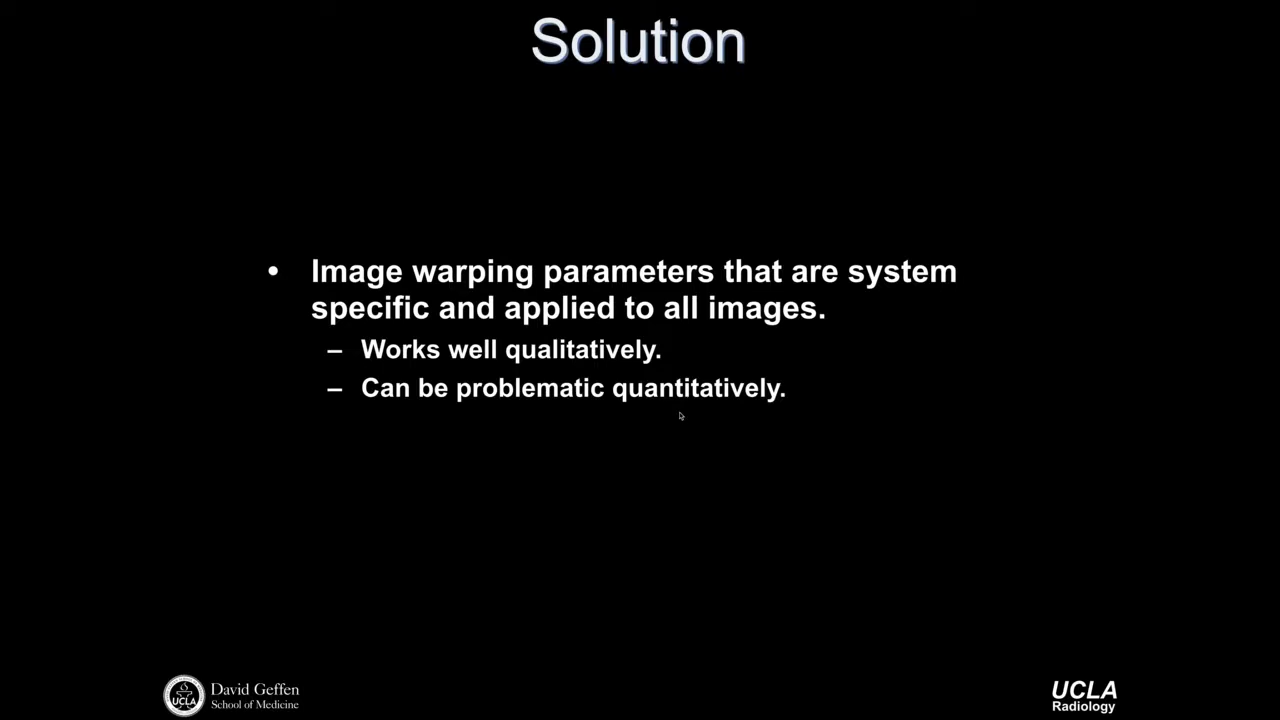 Solution
• Image warping parameters that are system
specific and applied to all images.
– Works well qualitatively.
– Can be problematic quantitatively.
UCLA
David Geffen
School of Medicine
UCLA
Radiology